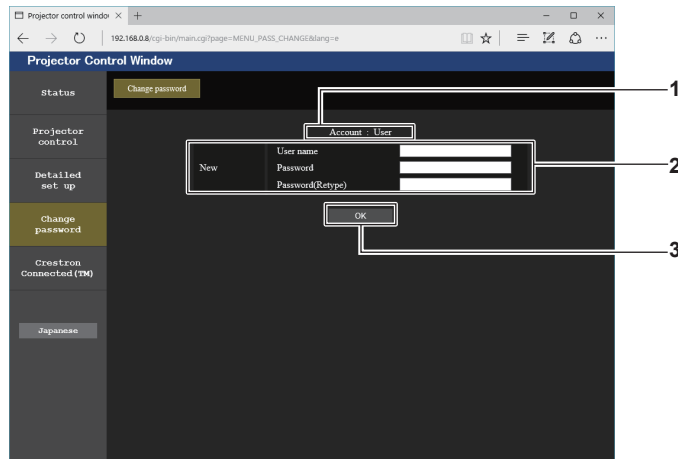 Projector control windo
192.168.0.8/cgi-bin/main.cgi?page=MENU_PASS_CHANGE&lang=e
Projector Control Window
Status
Change password
1
Projector
control
Account : User
User name
New
Password
2
Password(Retype)
Detailed
set up
Change
password
OK
3
Crestron
Connected(TM)
Japanese